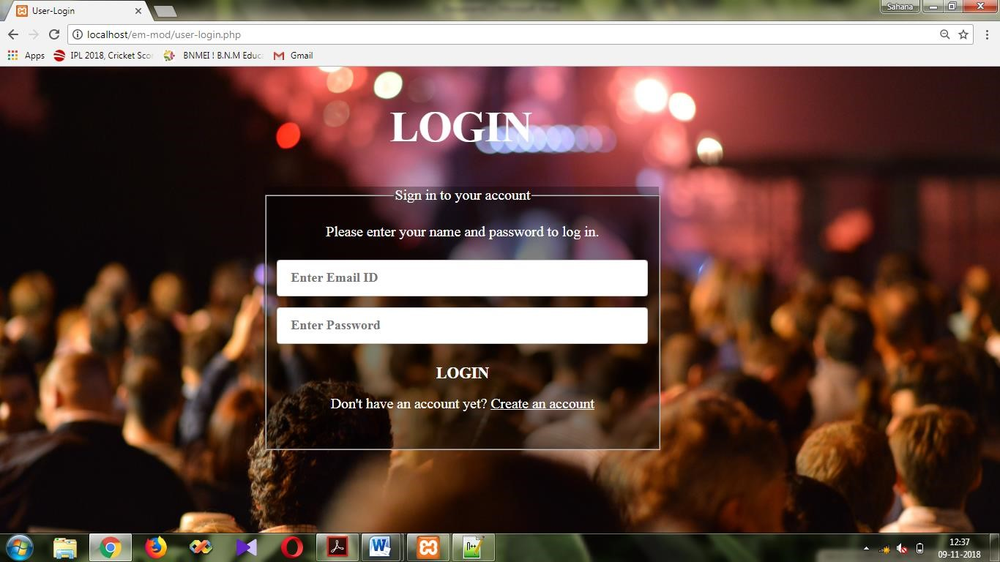 User-Login
Sahana
localhost/em-mod/user-login.php
Apps IPL 2018, Cricket Scor BNMEI ! B.N.M Educa Gmail
LOGIN
Sign in to your account
Please enter your name and password to log in.
Enter Email ID
Enter Password
LOGIN
Don't have an account yet? Create an account
12:37
09-11-2018